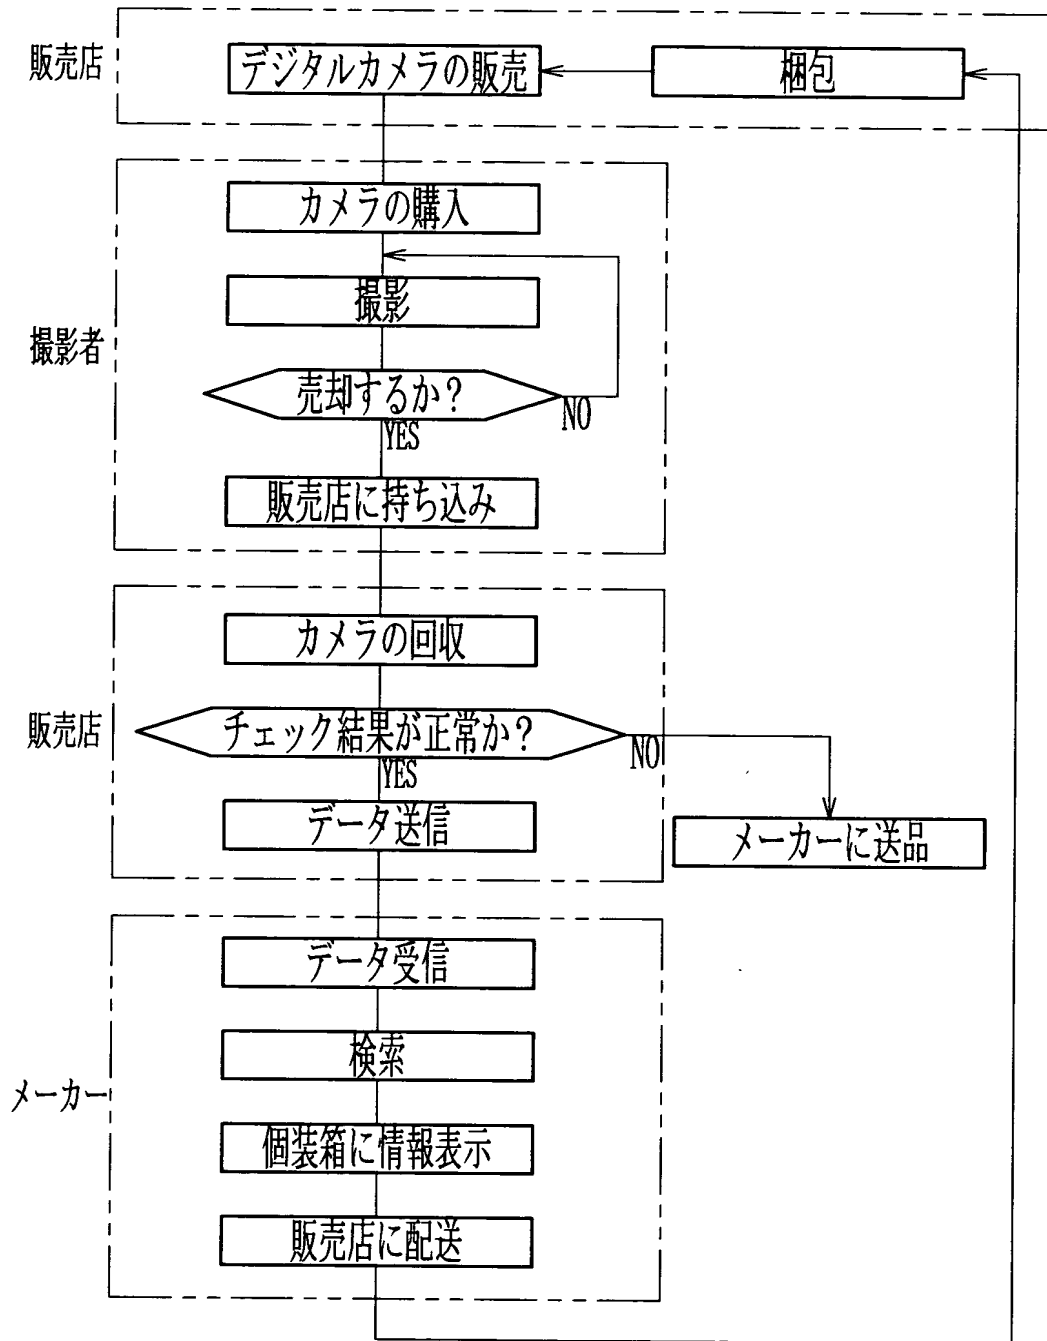 販売店
デジタルカメラの販売
梱包
カメラの購入
撮影
撮影者
売却するか?
NO
YES
販売店に持ち込み
カメラの回収
販売店
チェック結果が正常か?
NO
YES
データ送信
メーカーに送品
データ受信
検索
メーカー
個装箱に情報表示
販売店に配送